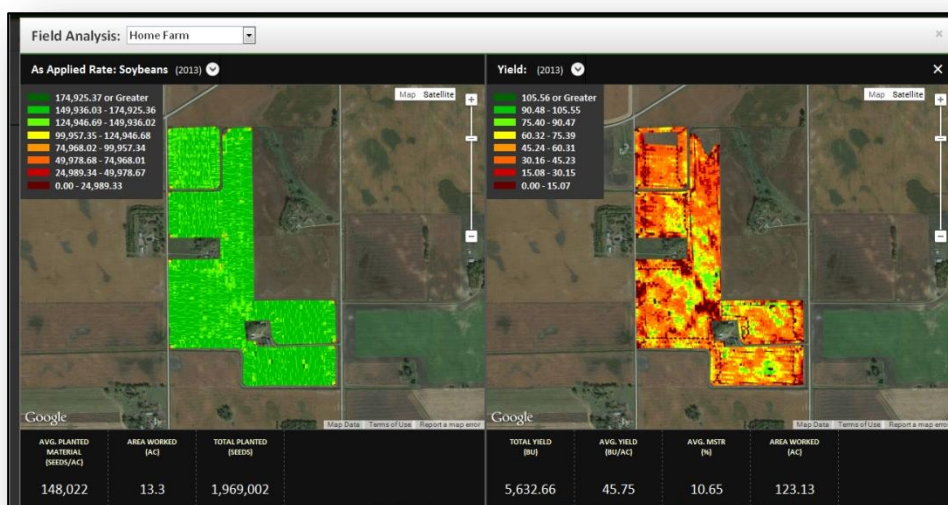 Field Analysis: Home Farm
As Applied Rate: Soybeans (2013)
174,925.37 or Greater
149,936.03 - 174,925.36
124,946.69 - 149,936.02
99,957.35 - 124,946.68
74,968.02 - 99,957.34
49,978.68 - 74,968.01
24,989.34 - 49,978.67
0.00 - 24,989.33
Map Satellite
Google
Map Data Terms of Use Report a map error
AVG. PLANTED MATERIAL (SEEDS/AC)
AREA WORKED (AC)
TOTAL PLANTED (SEEDS)
148,022 13.3 1,969,002
Yield: (2013)
105.56 or Greater
90.48 - 105.55
75.40 - 90.47
60.32 - 75.39
45.24 - 60.31
30.16 - 45.23
15.08 - 30.15
0.00 - 15.07
Map Satellite
Google
Map Data Terms of Use Report a map error
TOTAL YIELD (BU)
AVG. YIELD (BU/AC)
AVG. MSTR (%)
AREA WORKED (AC)
5,632.66 45.75 10.65 123.13